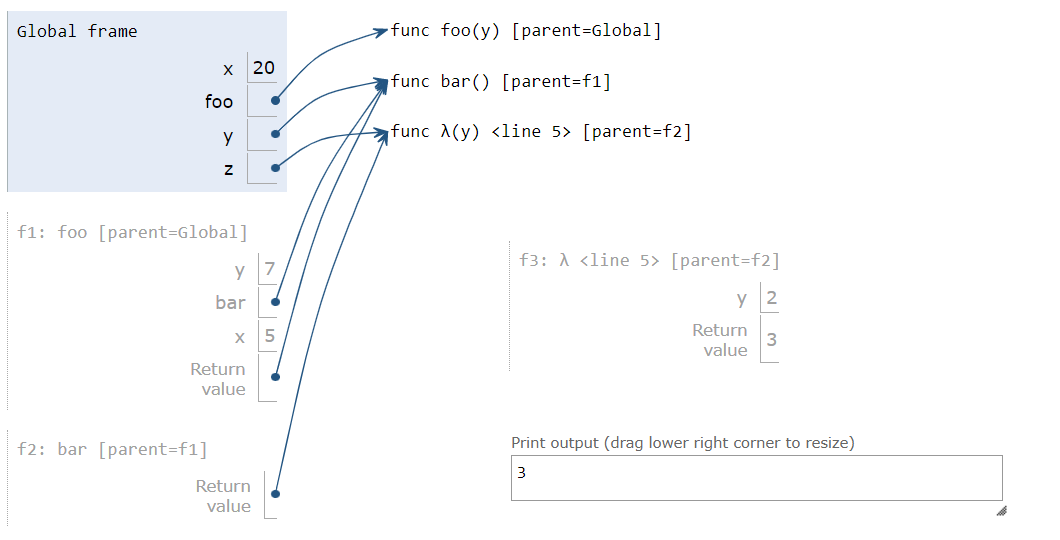 Global frame
x 20
foo
y
z
func foo(y) [parent=Global]
func bar() [parent=f1]
func λ(y) <line 5> [parent=f2]
f1: foo [parent=Global]
y 7
bar
x 5
Return
value
f2: bar [parent=f1]
Return
value
f3: λ <line 5> [parent=f2]
y 2
Return
value 3
Print output (drag lower right corner to resize)
3